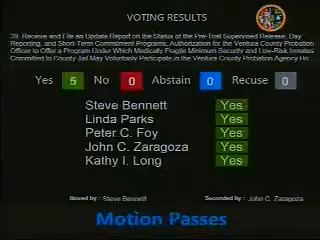 VOTING RESULTS
39. Receive and File an Update Report on the Status of the Pre-Trial Supervised Release, Day
Reporting, and Short-Term Commitment Programs; Authorization for the Ventura County Probation
Officer to Offer a Program Under Which Medically Fragile Minimum Security and Low-Risk Inmates
Committed to County Jail May Voluntarily Participate in the Ventura County Probation Agency Ho...
Yes 5 No 0 Abstain 0 Recuse 0
Steve Bennett Yes
Linda Parks Yes
Peter C. Foy Yes
John C. Zaragoza Yes
Kathy I. Long Yes
Moved by : Steve Bennett Seconded by : John C. Zaragoza
Motion Passes